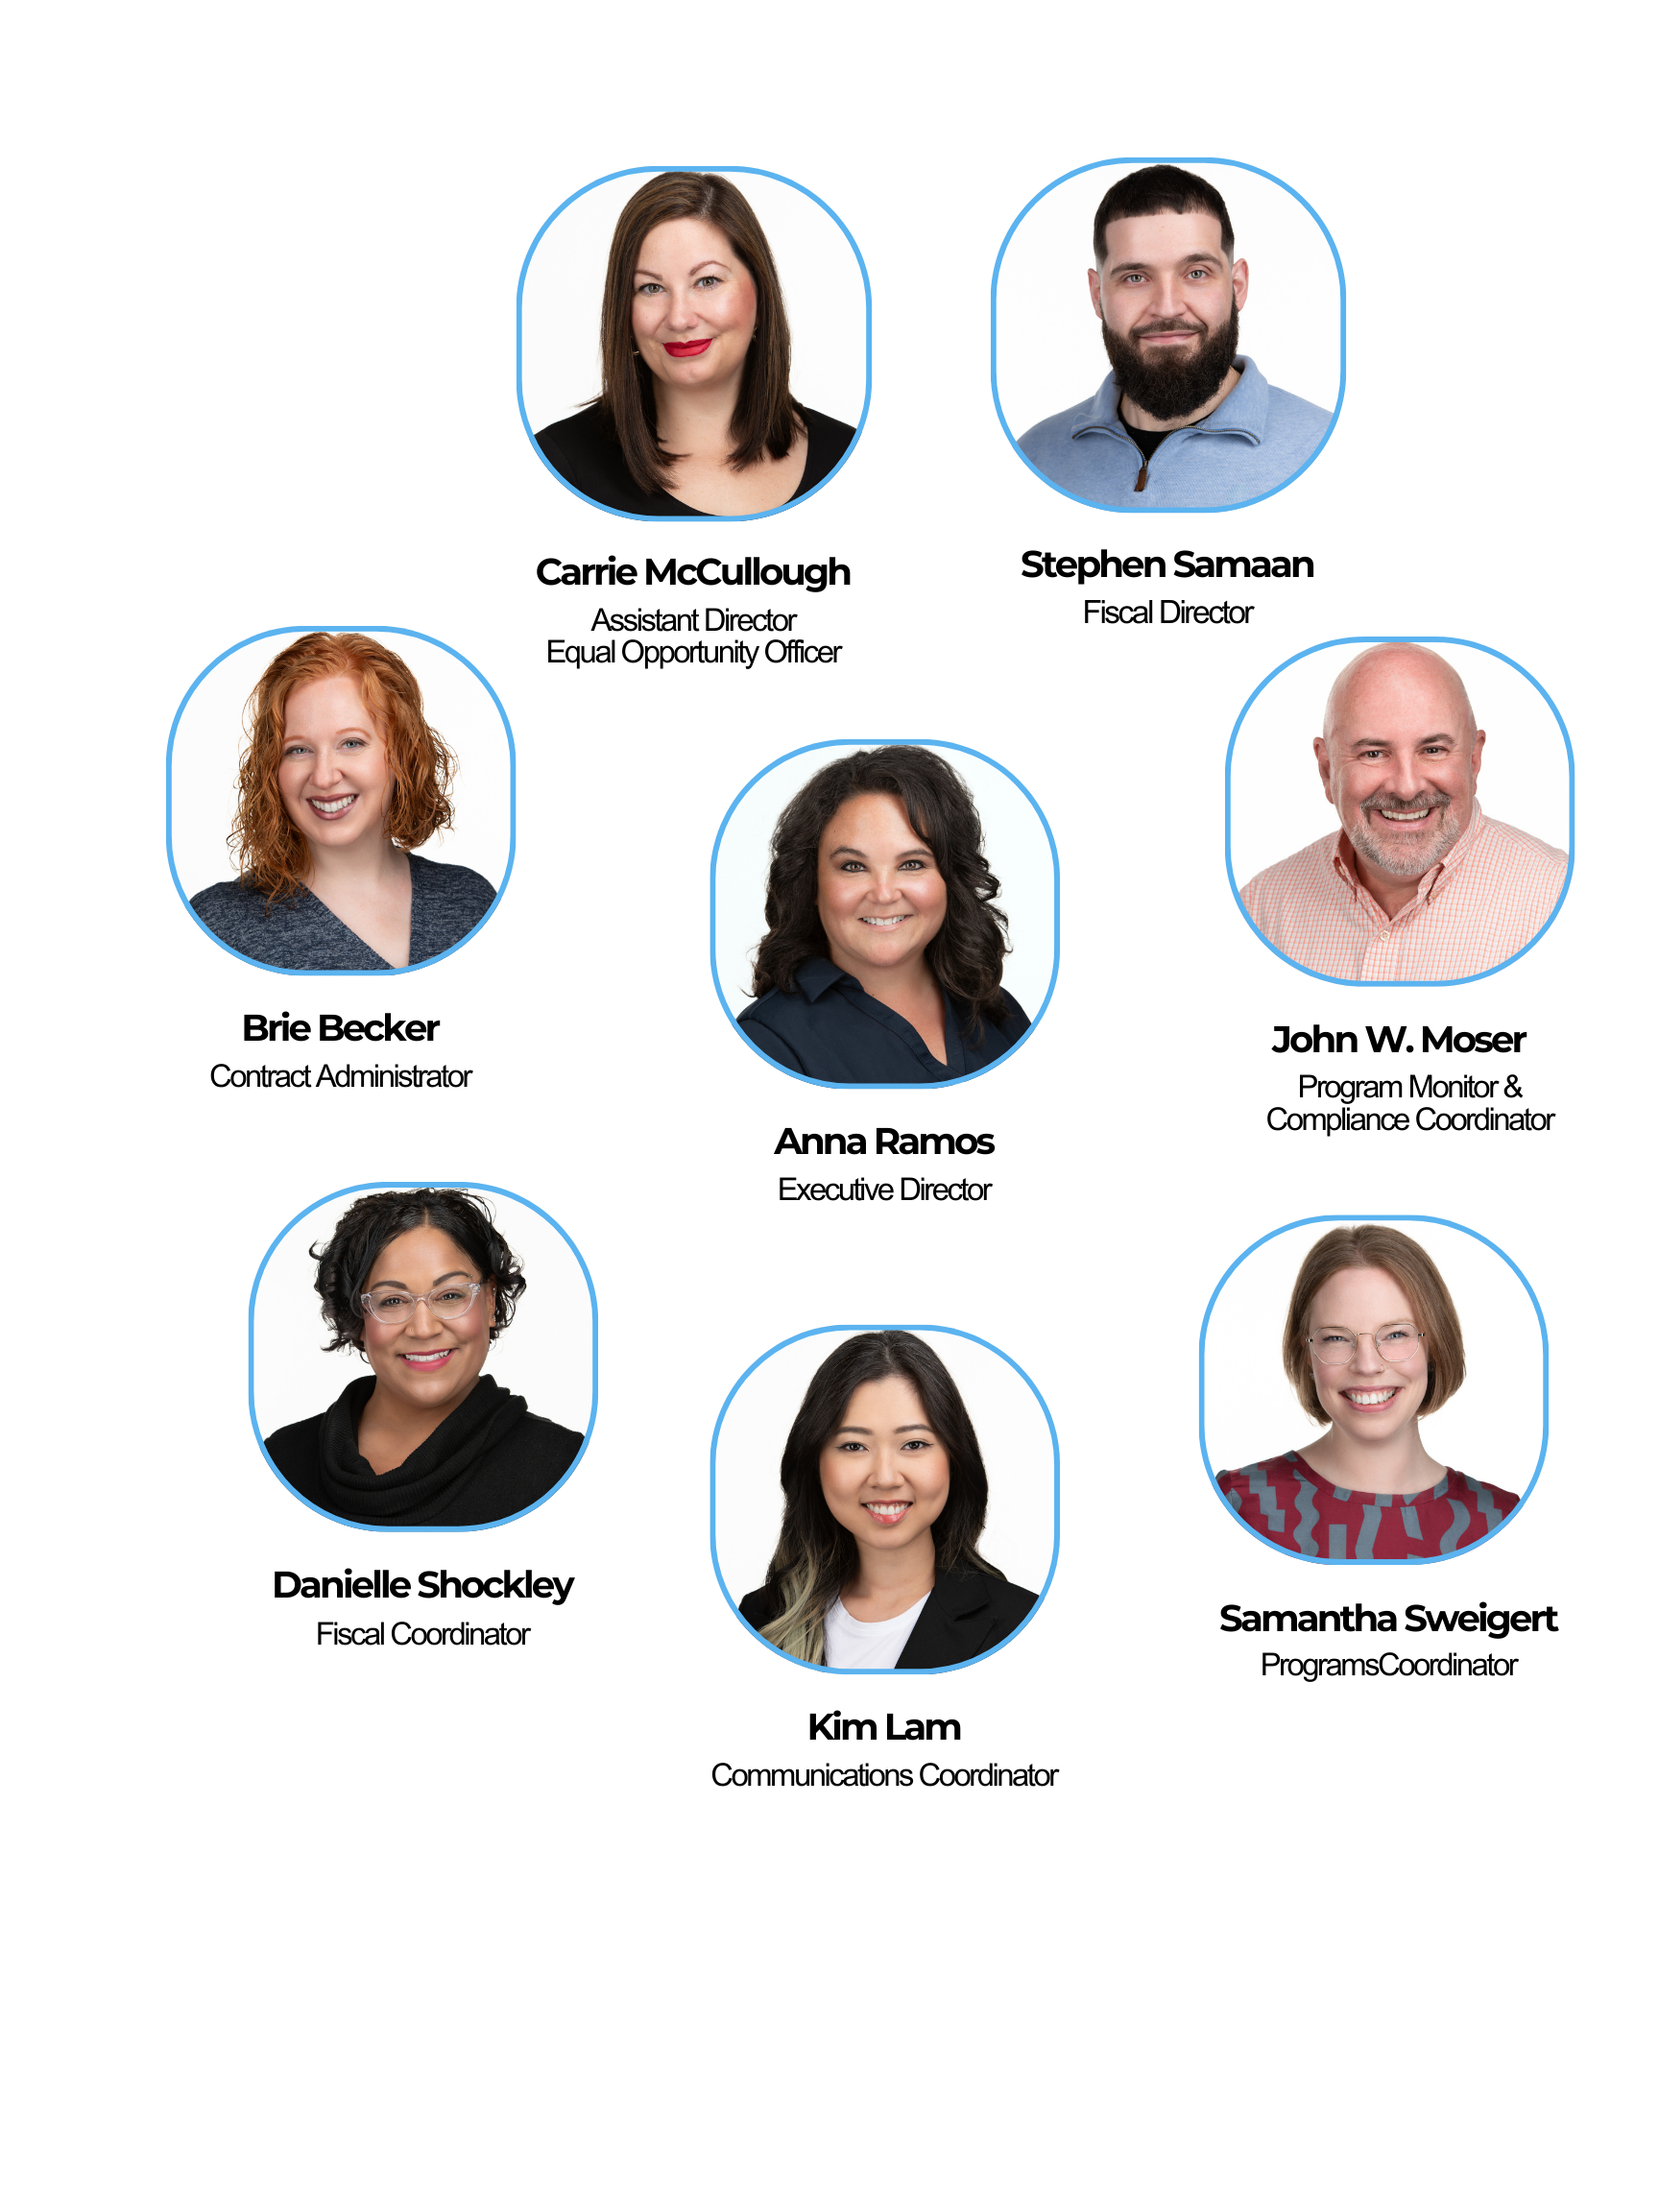 Carrie McCullough
Assistant Director
Equal Opportunity Officer
Stephen Samaan
Fiscal Director
Brie Becker
Contract Administrator
Anna Ramos
Executive Director
John W. Moser
Program Monitor &
Compliance Coordinator
Danielle Shockley
Fiscal Coordinator
Kim Lam
Communications Coordinator
Samantha Sweigert
ProgramsCoordinator